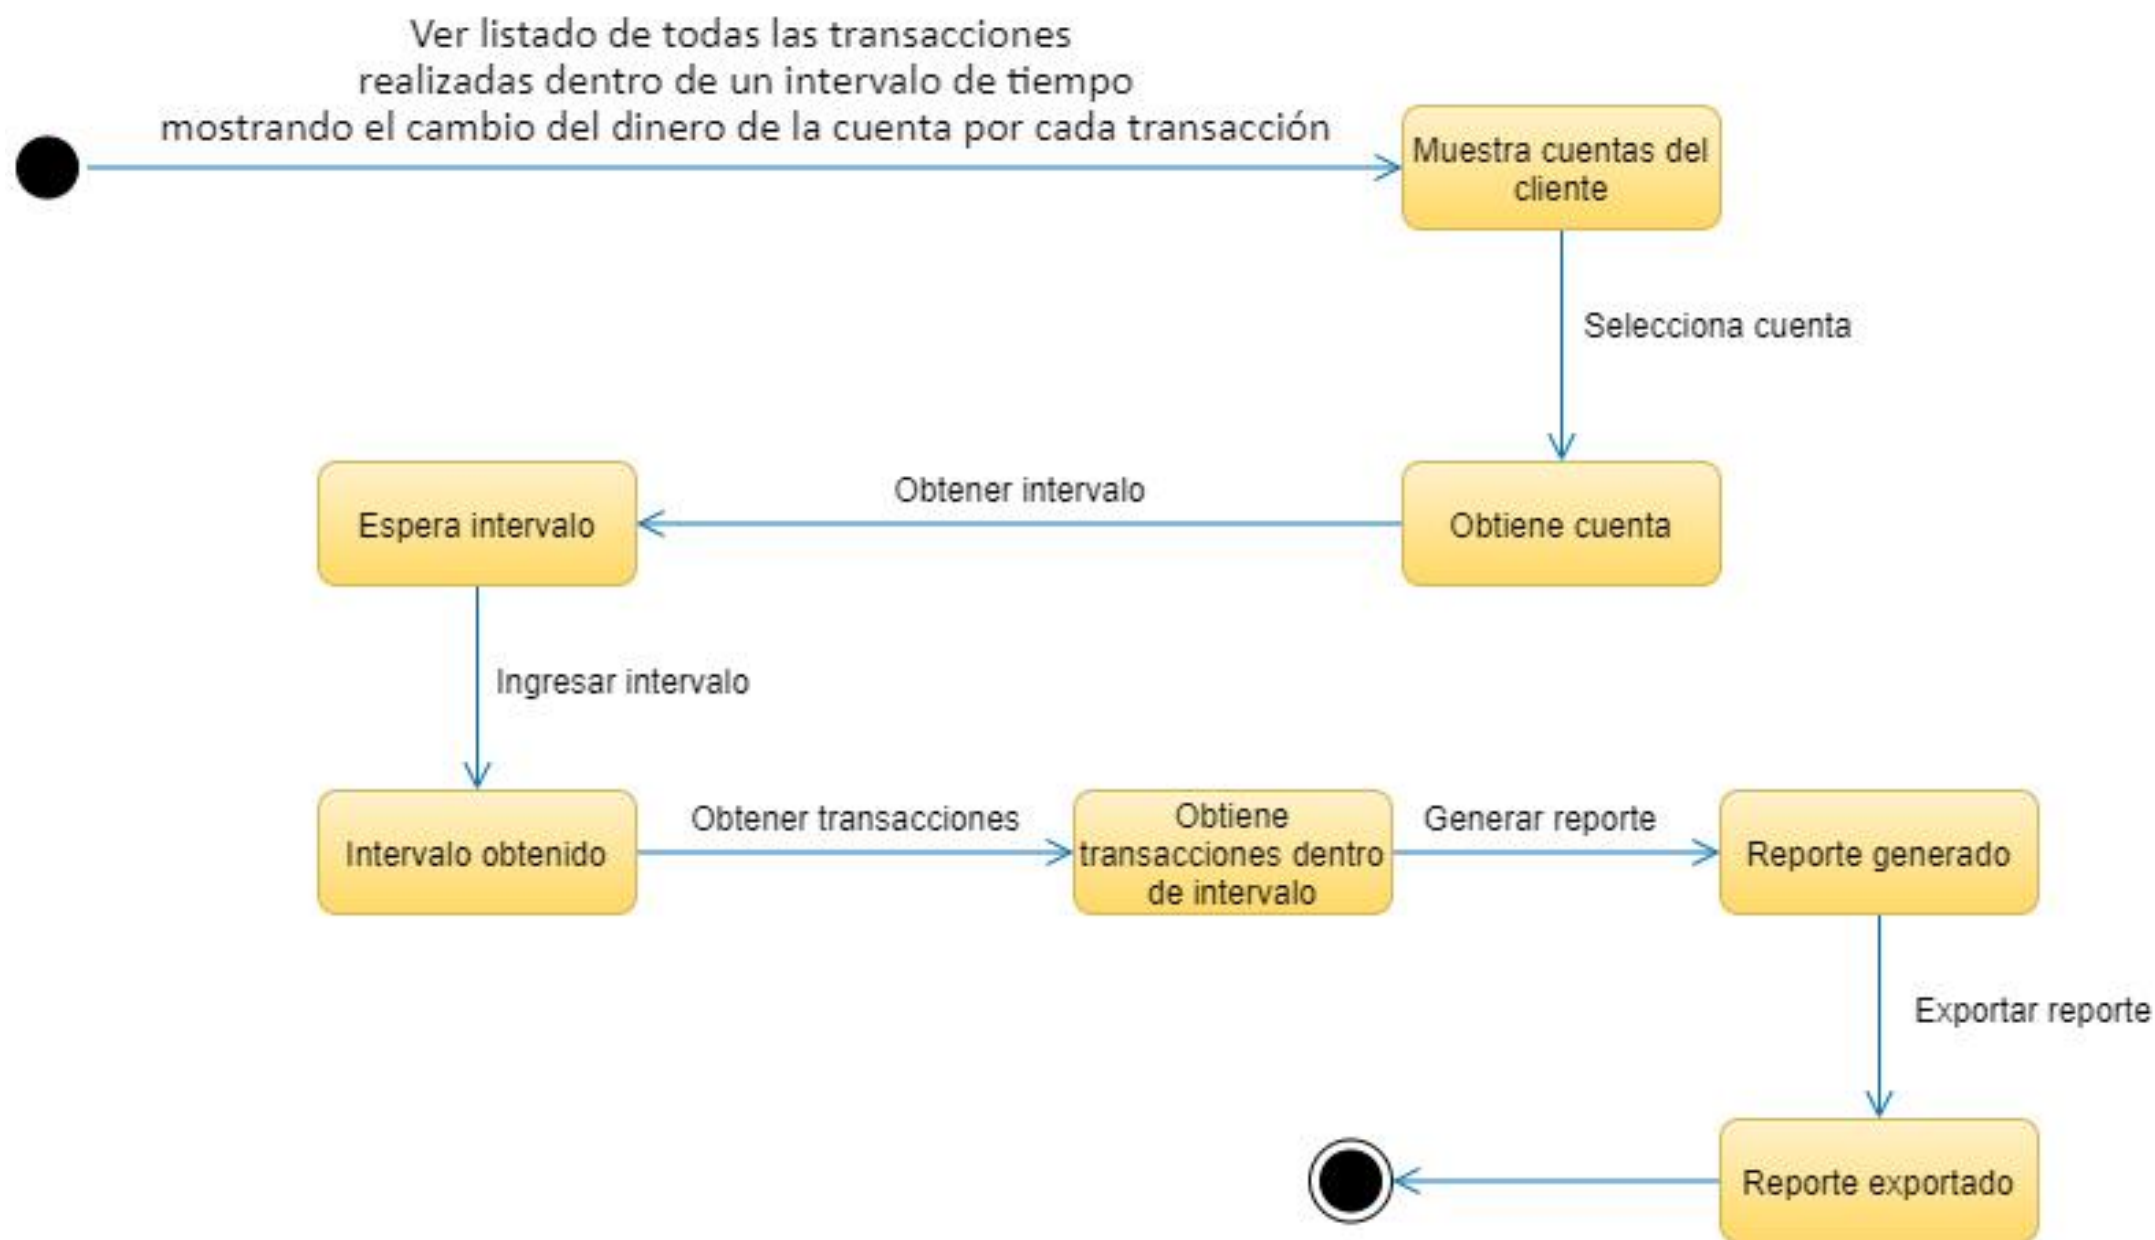 Ver listado de todas las transacciones
realizadas dentro de un intervalo de tiempo
mostrando el cambio del dinero de la cuenta por cada transacción
Muestra cuentas del
cliente
Selecciona cuenta
Obtiene cuenta
Obtener intervalo
Espera intervalo
Ingresar intervalo
Intervalo obtenido
Obtener transacciones
Obtiene
transacciones dentro
de intervalo
Generar reporte
Reporte generado
Exportar reporte
Reporte exportado